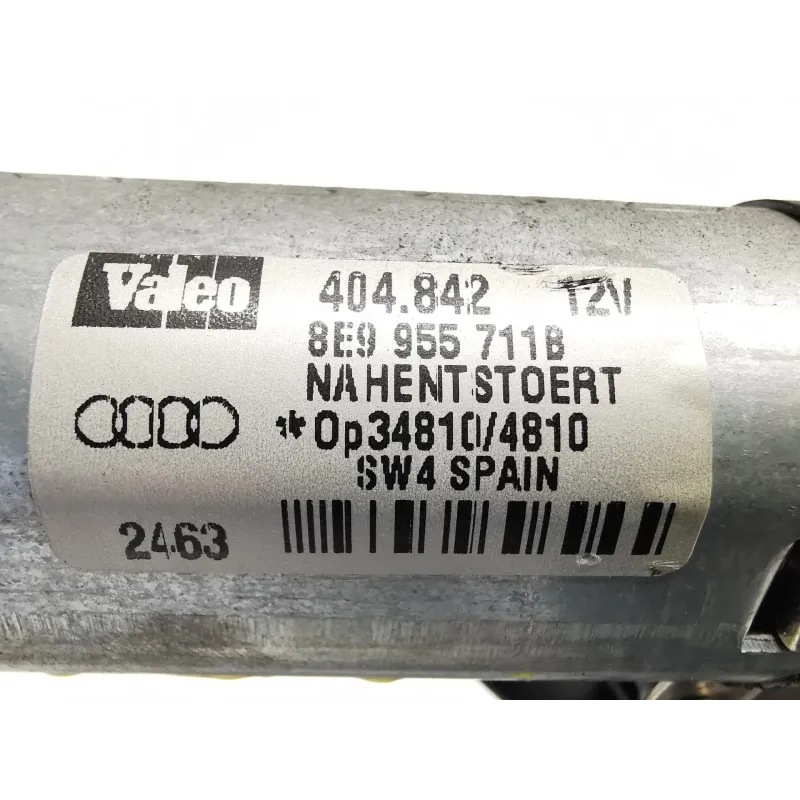 Valeo 404.842 12V
8E9 955 711B
NAHENTSTOERT
*Op34810/4810
SW4 SPAIN
2463